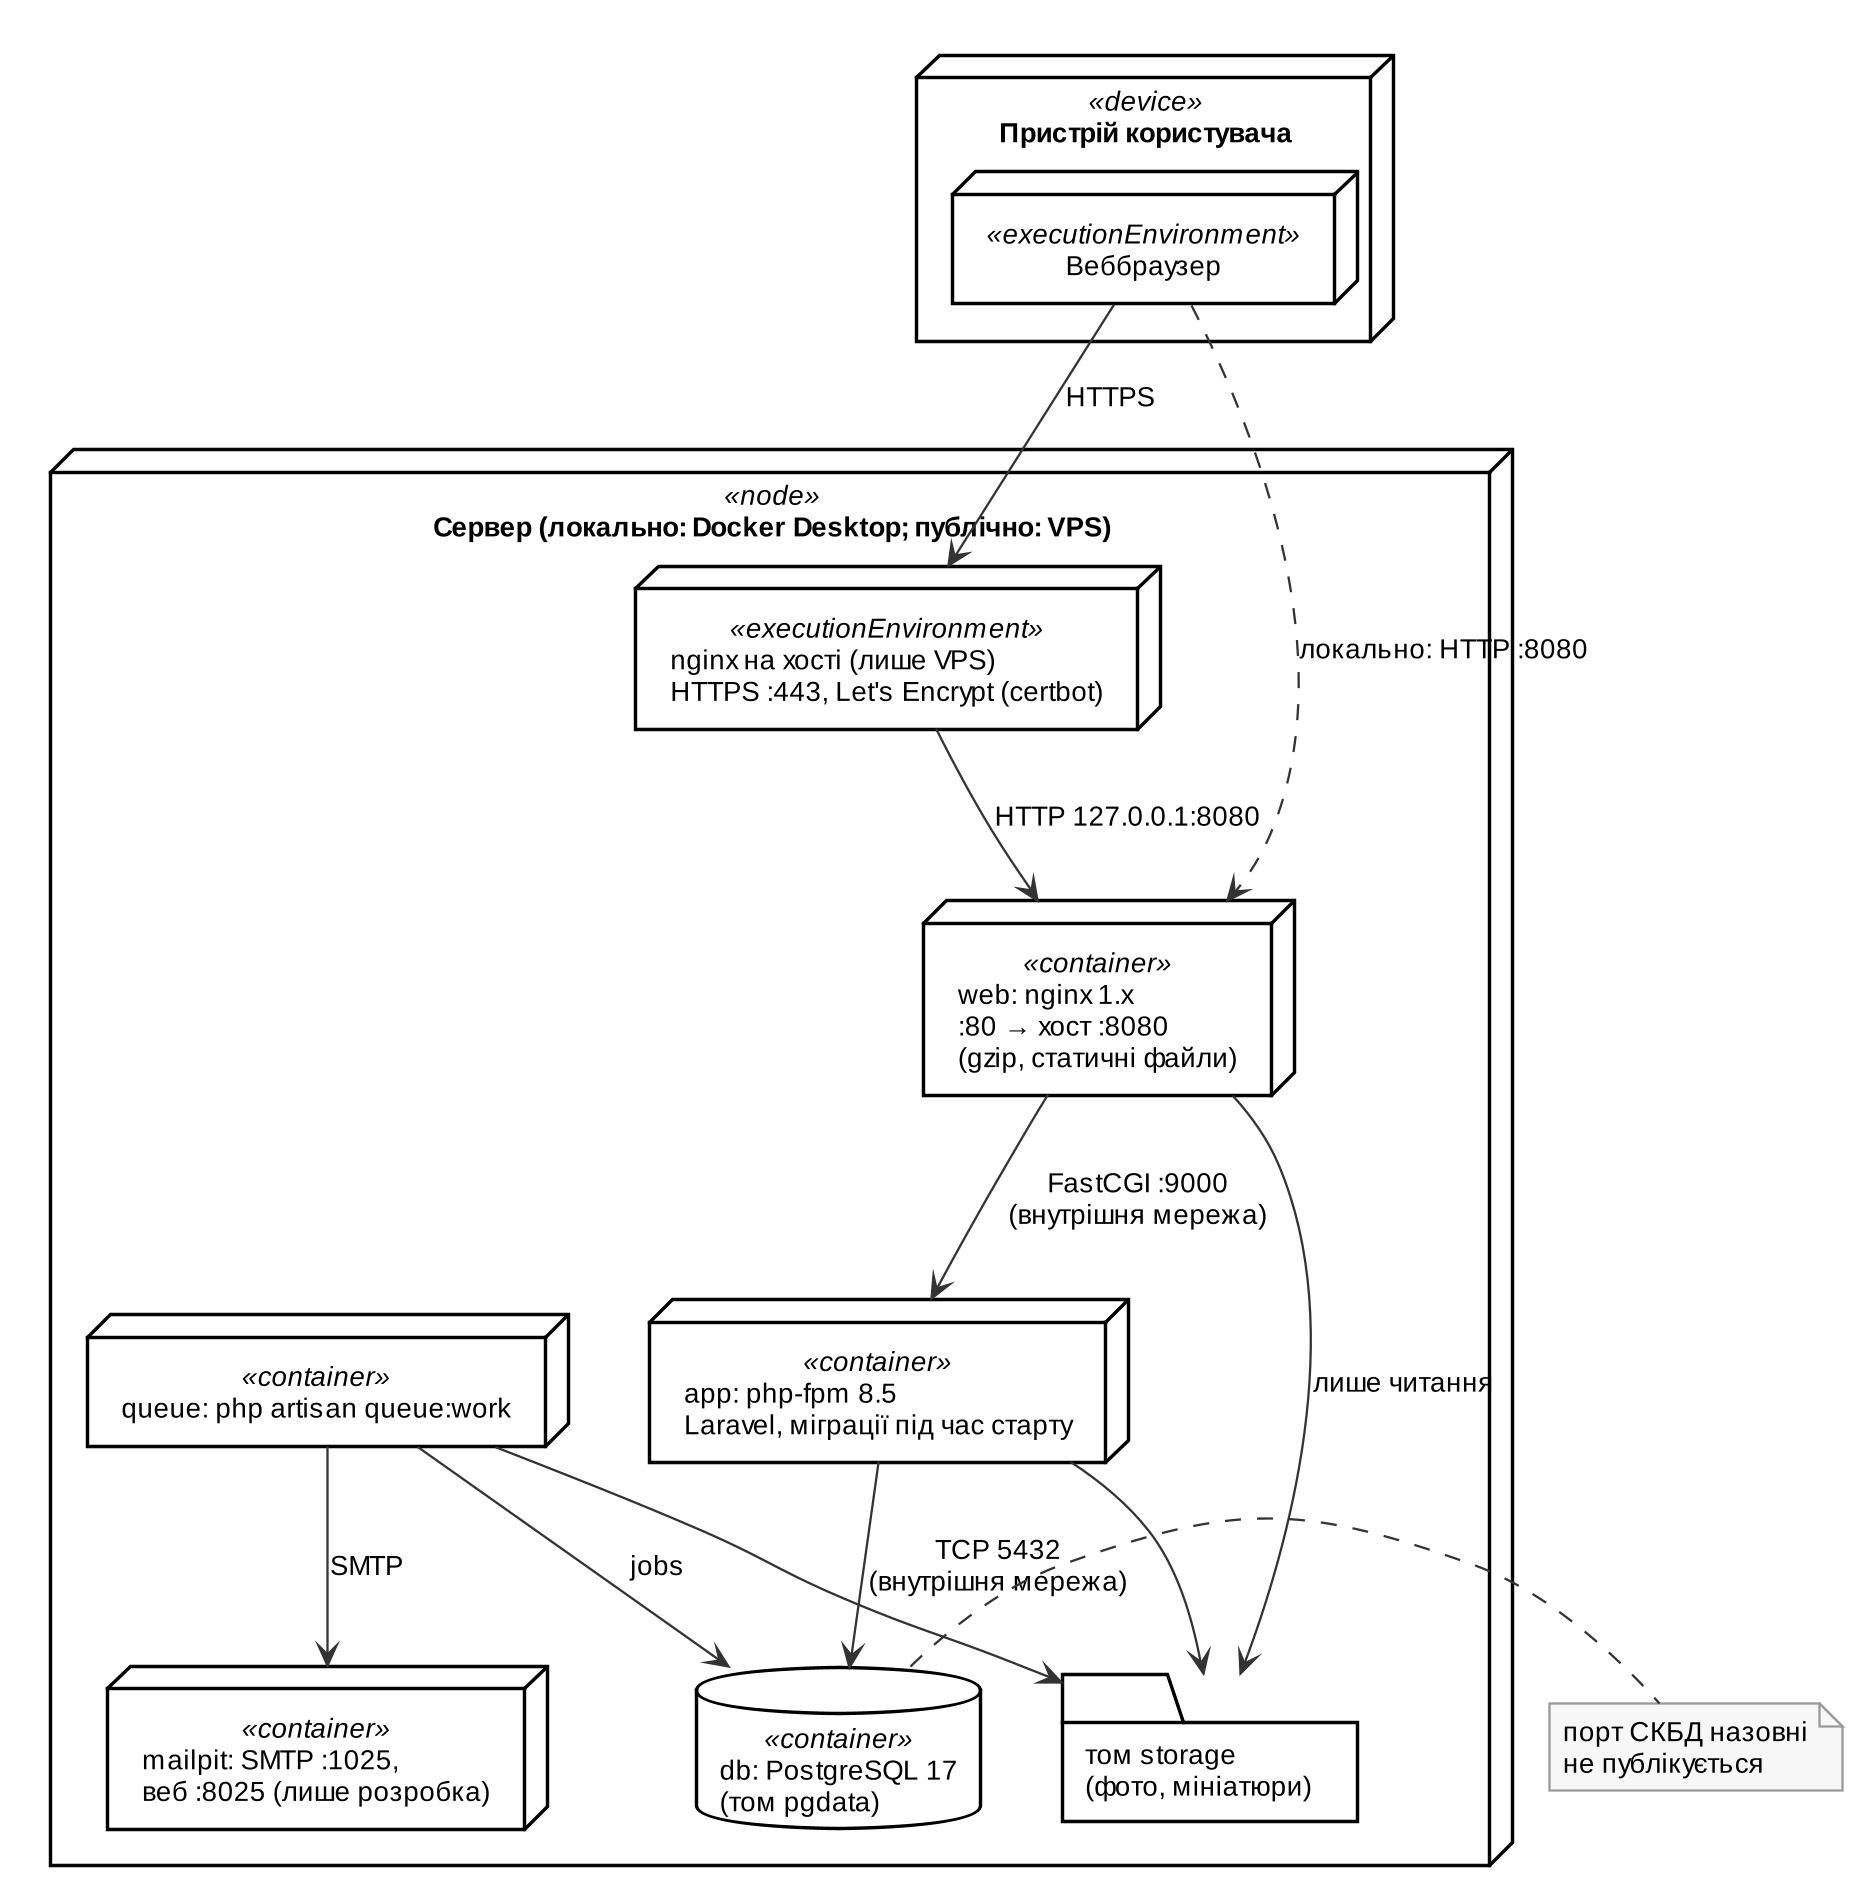 «device»
Пристрій користувача
«executionEnvironment»
Веббраузер
HTTPS
«node»
Сервер (локально: Docker Desktop; публічно: VPS)
«executionEnvironment»
nginx на хості (лише VPS)
HTTPS :443, Let's Encrypt (certbot)
локально: HTTP :8080
HTTP 127.0.0.1:8080
«container»
web: nginx 1.x
:80 → хост :8080
(gzip, статичні файли)
FastCGI :9000
(внутрішня мережа)
«container»
queue: php artisan queue:work
«container»
app: php-fpm 8.5
Laravel, міграції під час старту
лише читання
SMTP
jobs
TCP 5432
(внутрішня мережа)
«container»
mailpit: SMTP :1025,
веб :8025 (лише розробка)
«container»
db: PostgreSQL 17
(том pgdata)
том storage
(фото, мініатюри)
порт СКБД назовні
не публікується